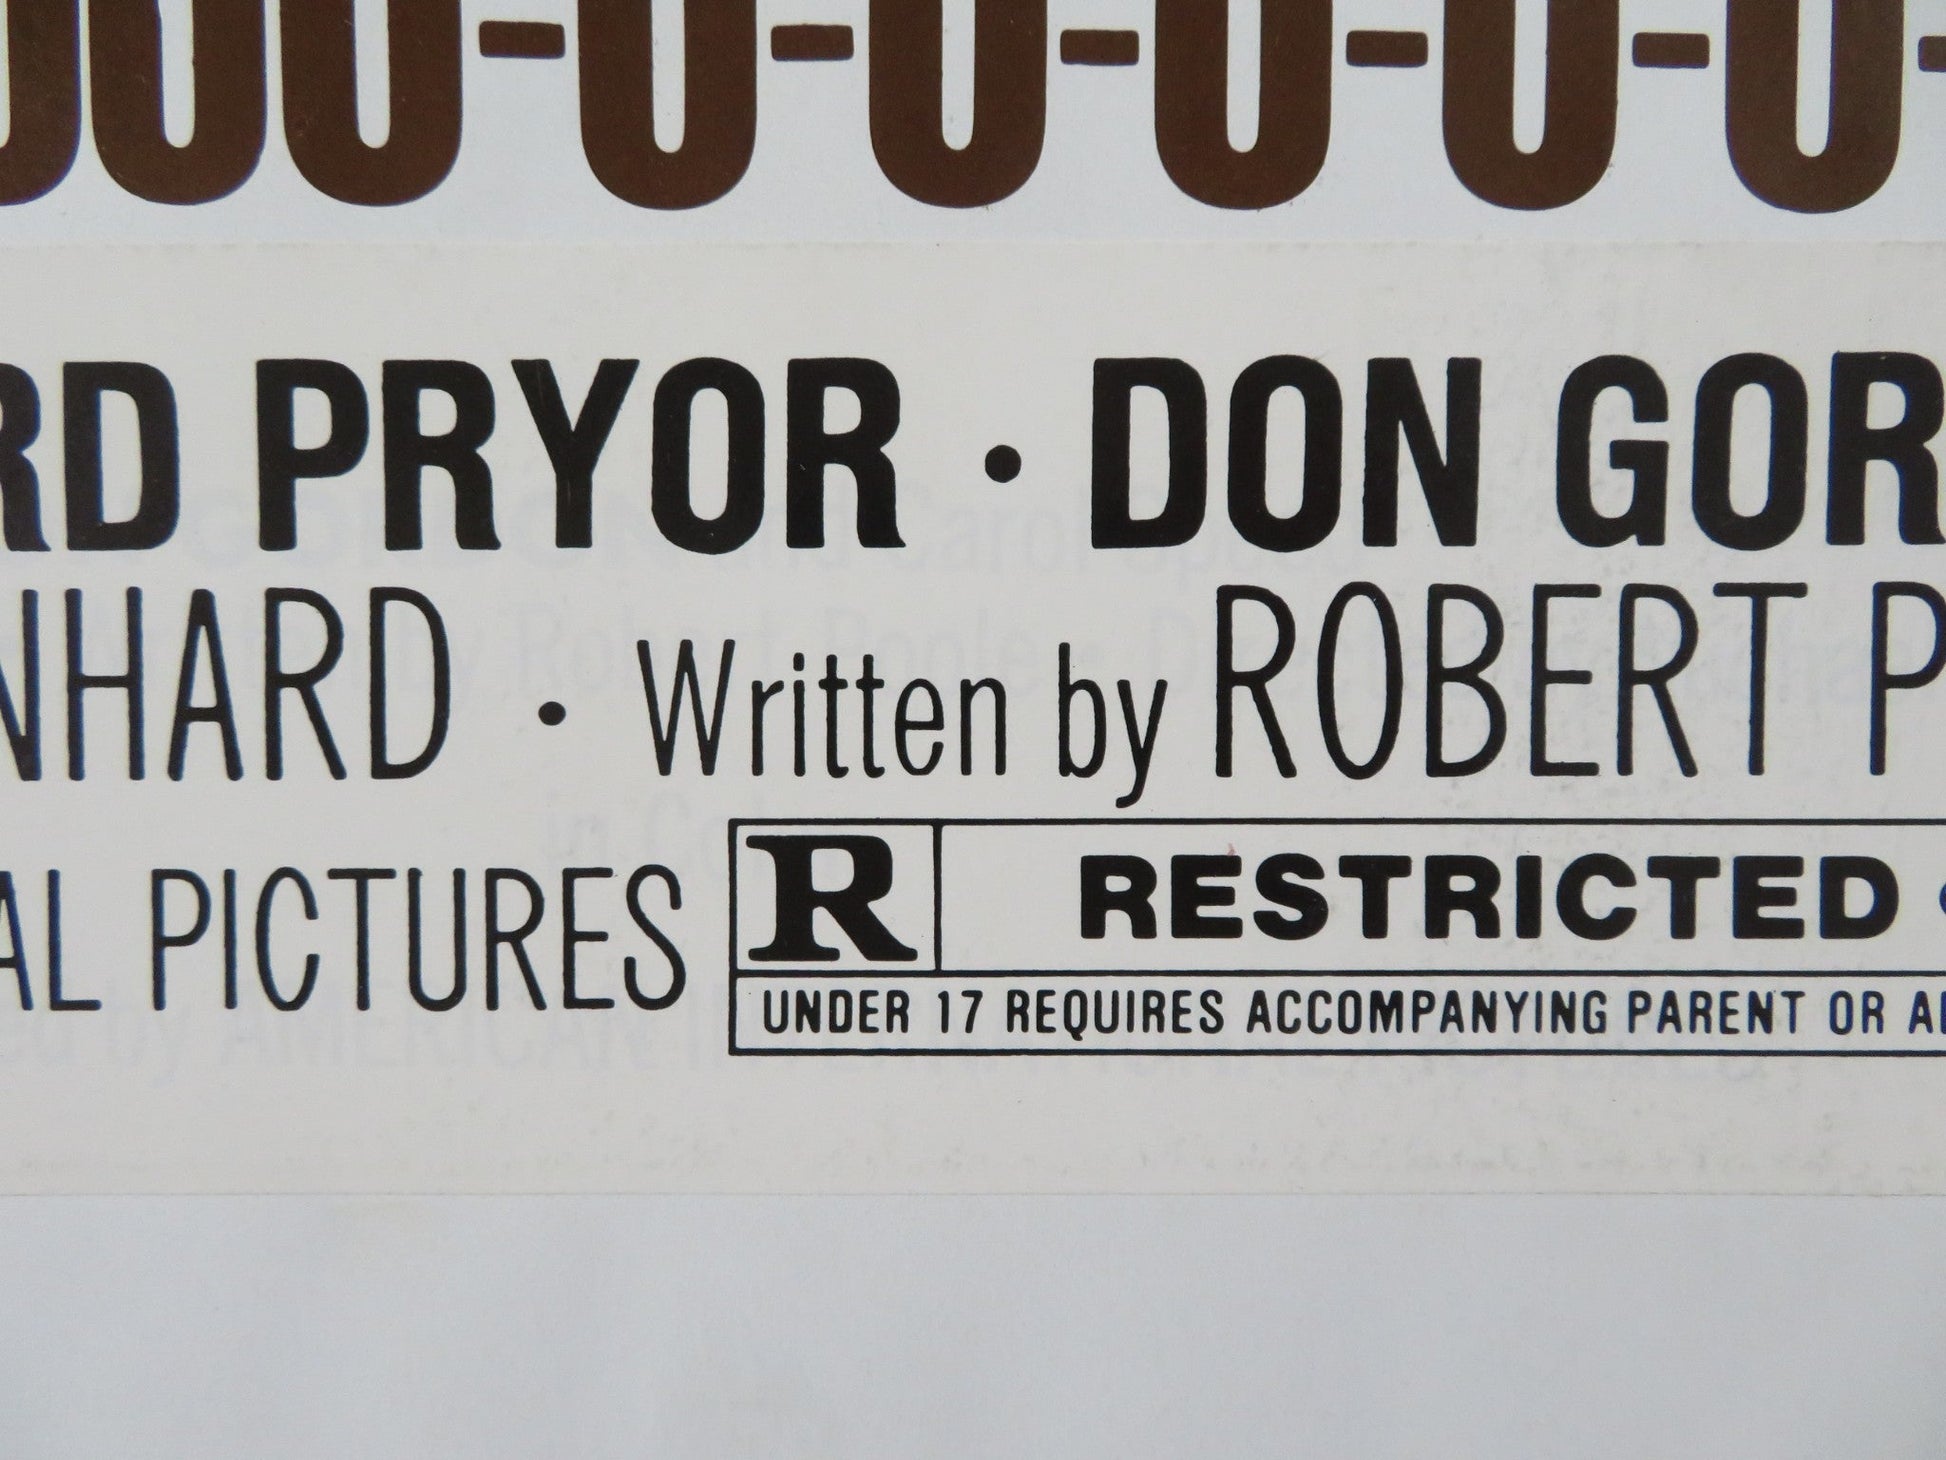 OOO-O-O-O-O-O-
RD PRYOR • DON GOR
NHARD • Written by ROBERT P
AL PICTURES
R RESTRICTED
UNDER 17 REQUIRES ACCOMPANYING PARENT OR A